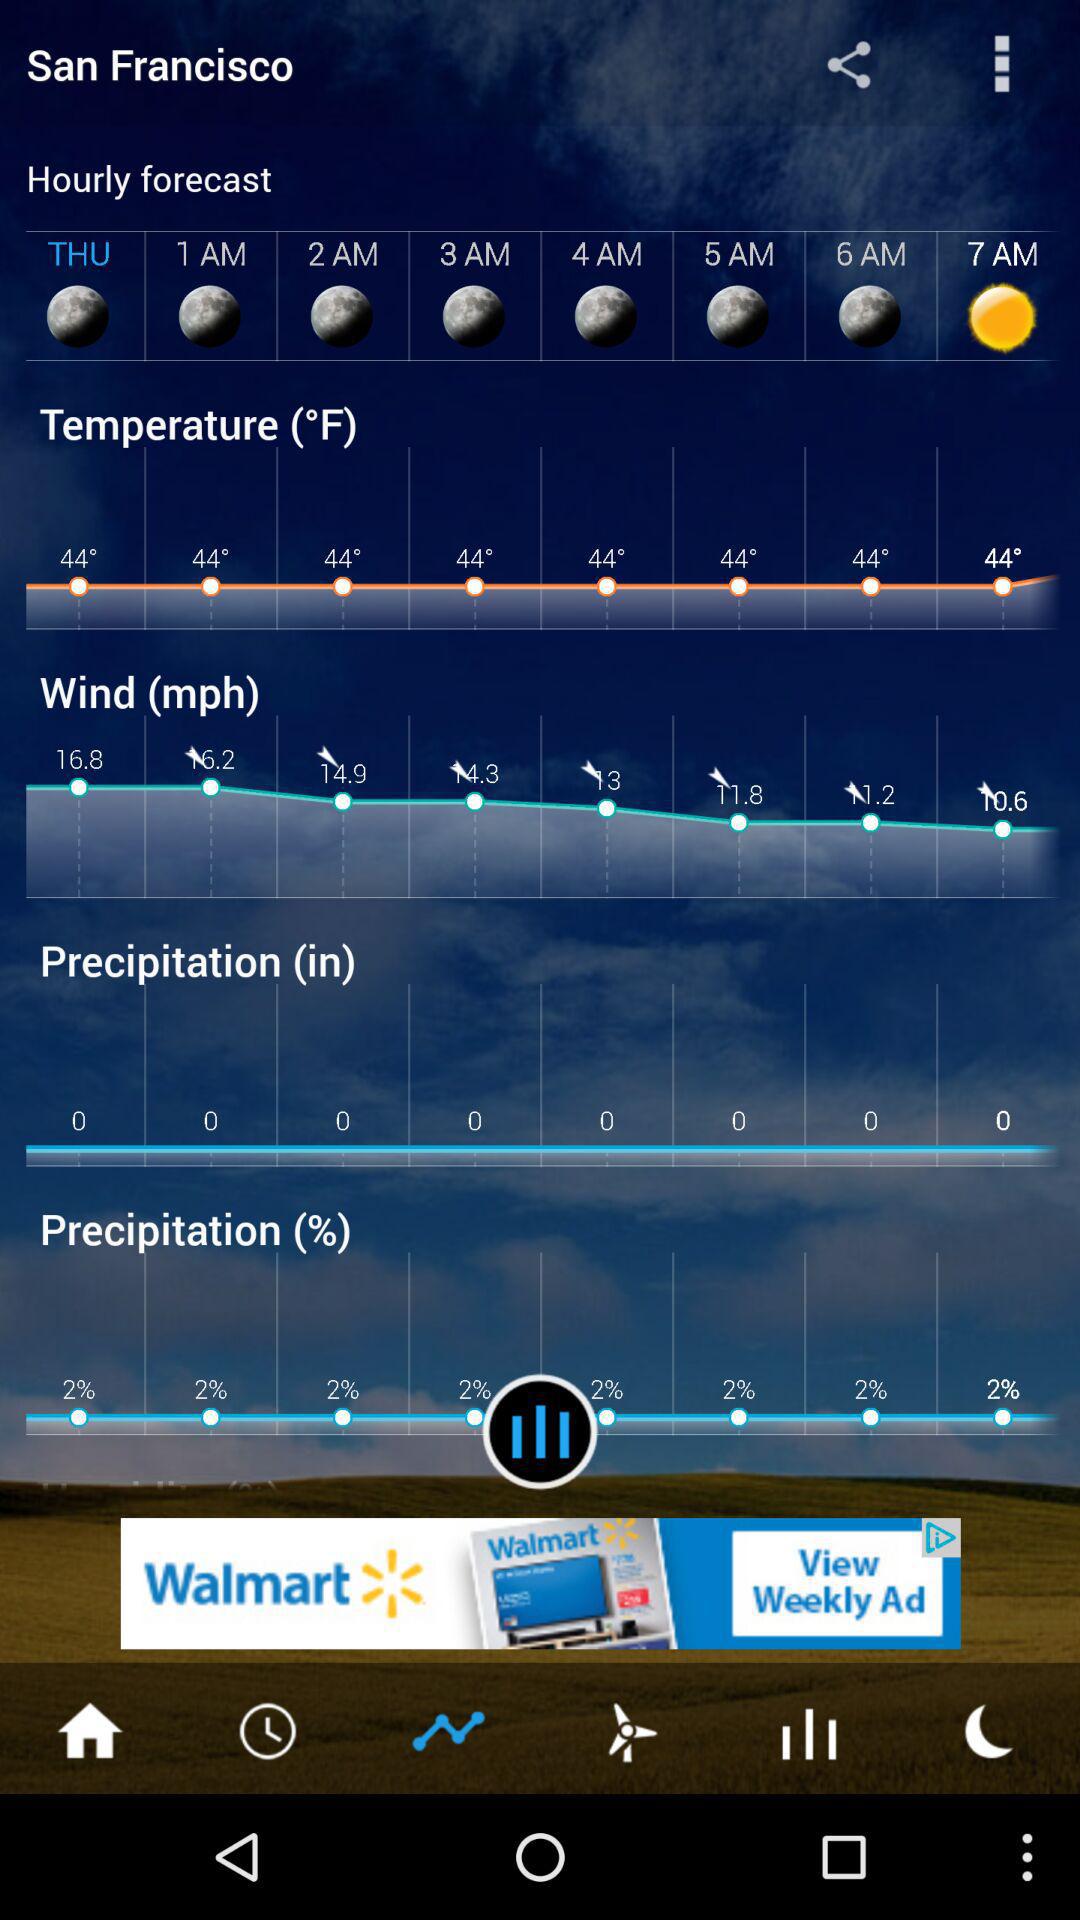 San Francisco
Hourly forecast
THU 1 AM 2 AM 3 AM 4 AM 5 AM 6 AM 7 AM
Temperature (°F)
44° 44° 44° 44° 44° 44° 44° 44°
Wind (mph)
16.8 16.2 14.9 14.3 13 11.8 11.2 10.6
Precipitation (in)
0 0 0 0 0 0 0 0
Precipitation (%)
2% 2% 2% 2% 2% 2% 2% 2%
Walmart
Walmart
View
Weekly Ad